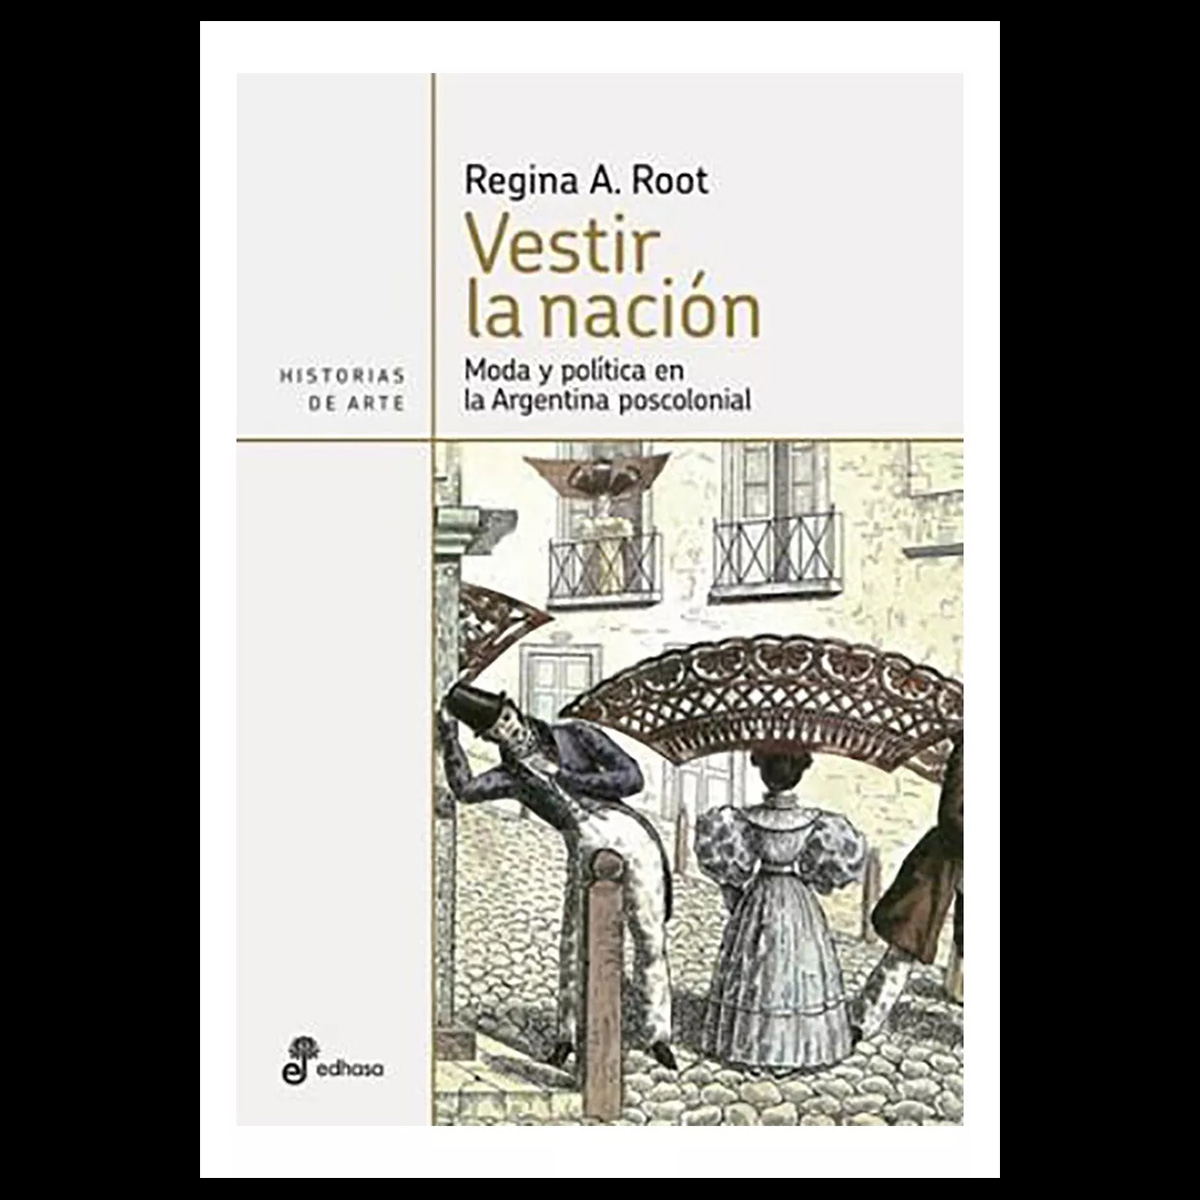 Regina A. Root
Vestir
la nación
Moda y política en
la Argentina poscolonial
HISTORIAS
DE ARTE
edhasa